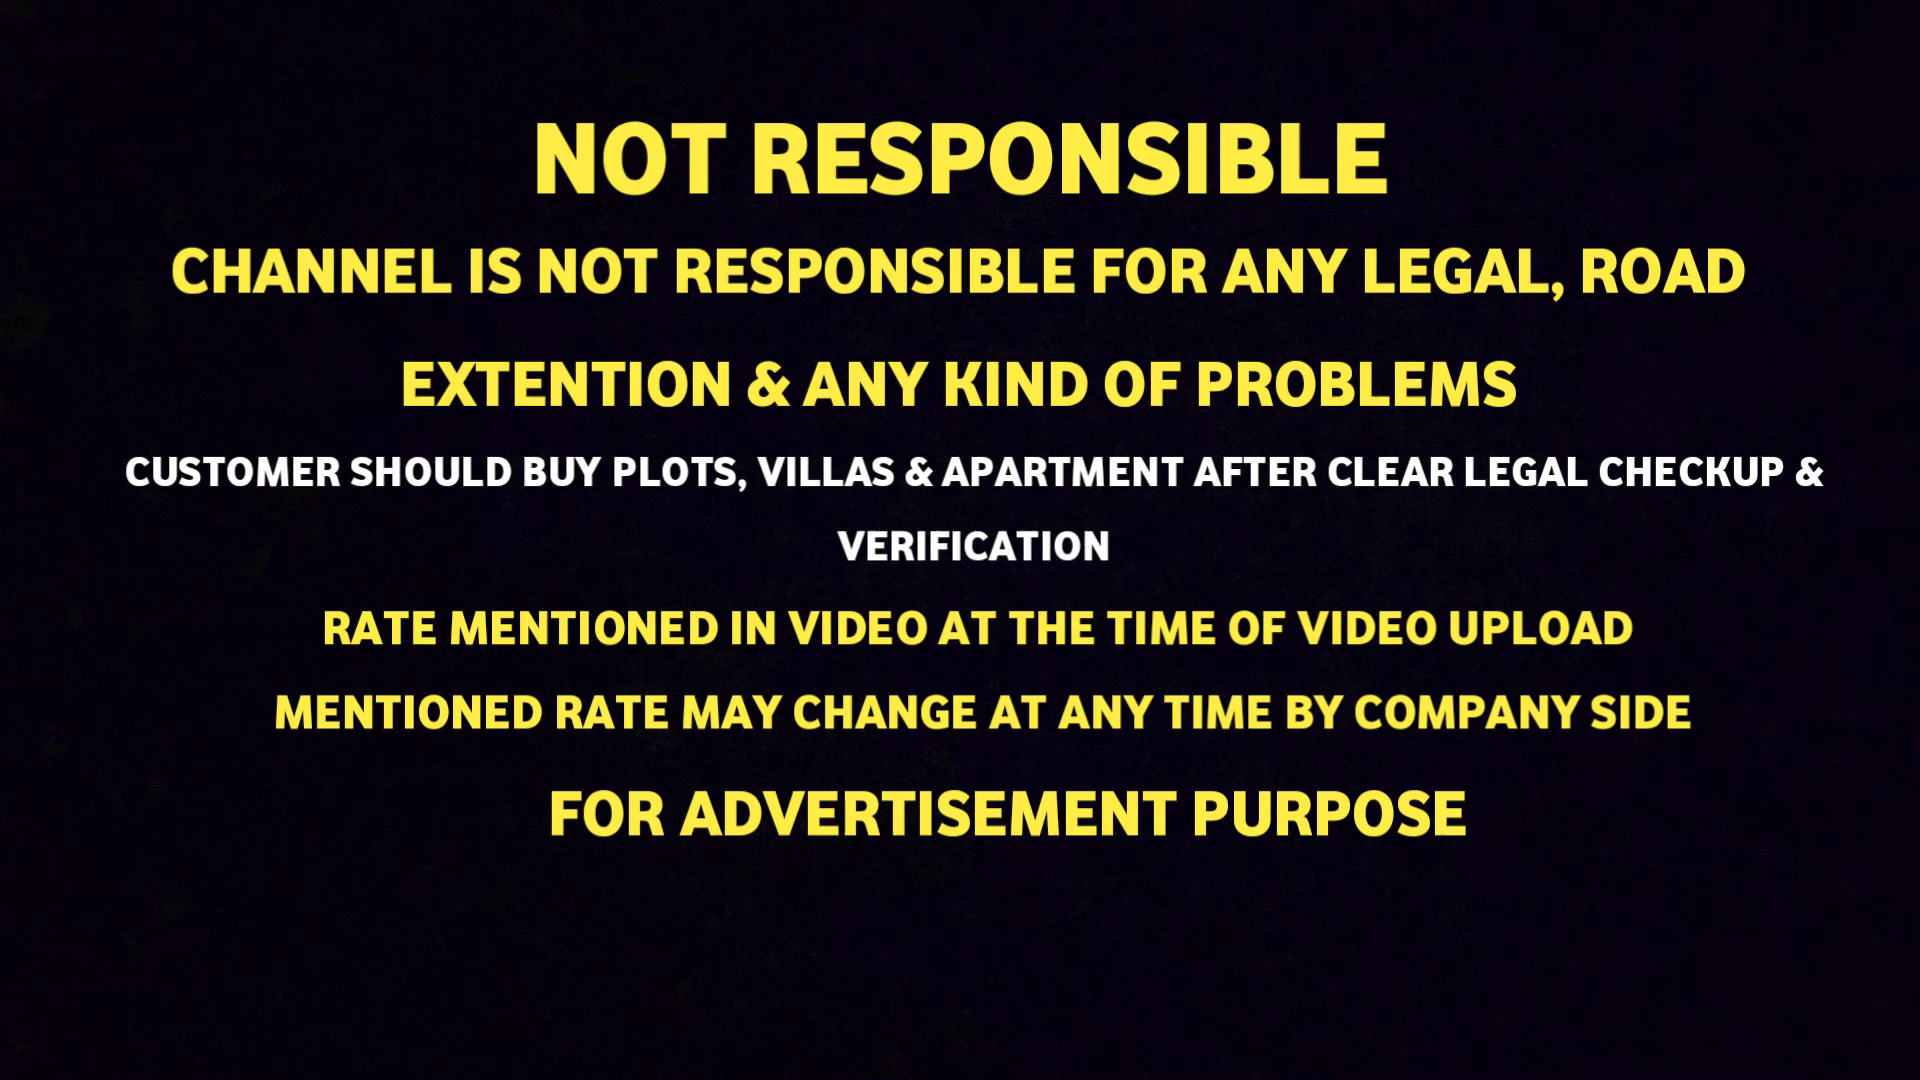 NOT RESPONSIBLE
CHANNEL IS NOT RESPONSIBLE FOR ANY LEGAL, ROAD
EXTENTION & ANY KIND OF PROBLEMS
CUSTOMER SHOULD BUY PLOTS, VILLAS & APARTMENT AFTER CLEAR LEGAL CHECKUP &
VERIFICATION
RATE MENTIONED IN VIDEO AT THE TIME OF VIDEO UPLOAD
MENTIONED RATE MAY CHANGE AT ANY TIME BY COMPANY SIDE
FOR ADVERTISEMENT PURPOSE